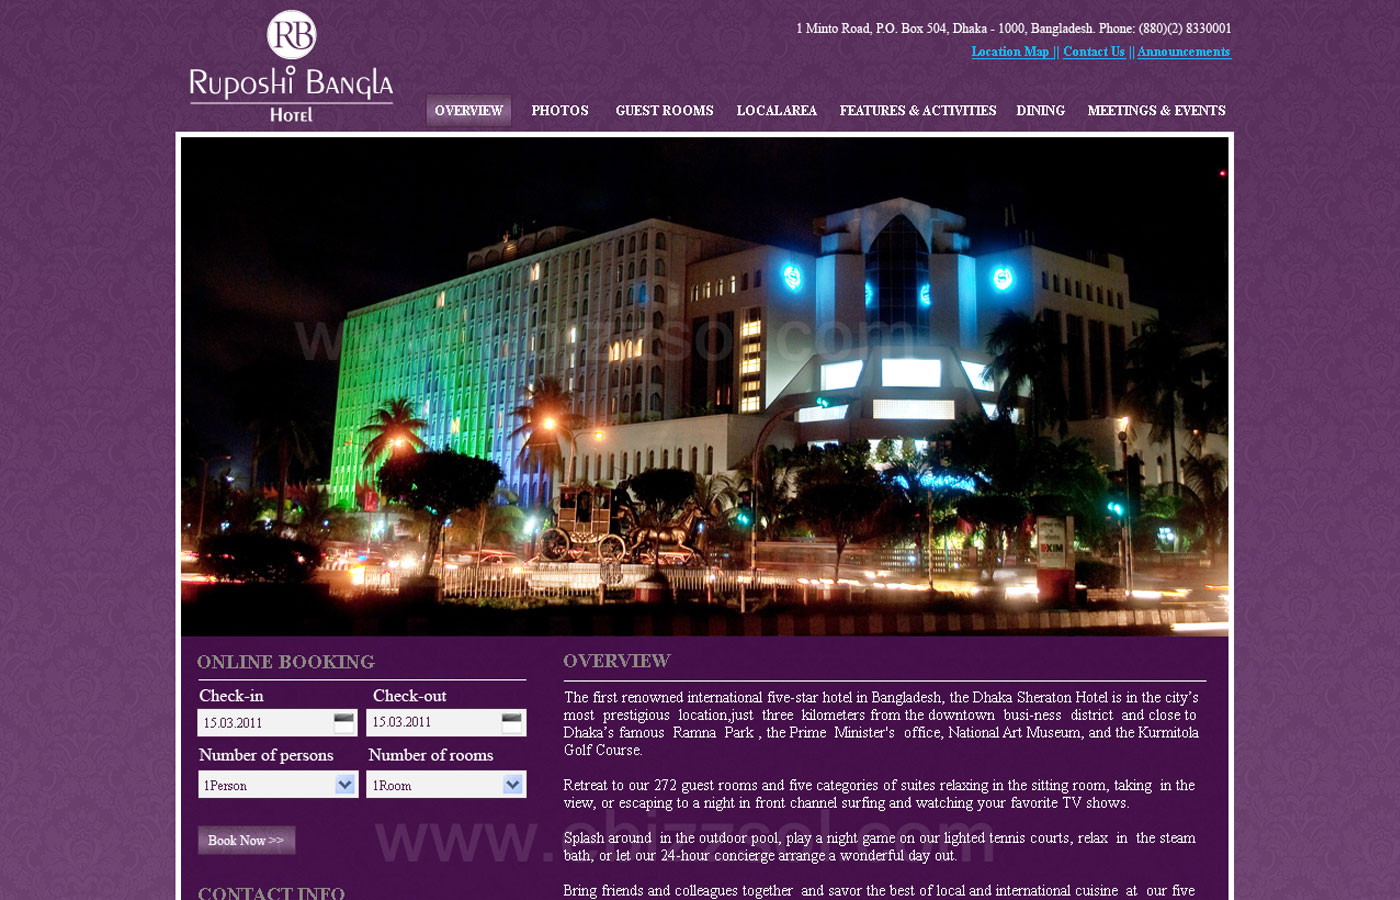 RB
RUPOSHI BANGLA
HOTEL
1 Minto Road, P.O. Box 504, Dhaka - 1000, Bangladesh. Phone: (880)(2) 8330001
Location Map || Contact Us || Announcements
OVERVIEW PHOTOS GUEST ROOMS LOCALAREA FEATURES & ACTIVITIES DINING MEETINGS & EVENTS
www.ebizzsol.com
EXIM
ONLINE BOOKING
Check-in Check-out
15.03.2011 15.03.2011
Number of persons Number of rooms
1Person 1Room
Book Now >>
CONTACT INFO
OVERVIEW
The first renowned international five-star hotel in Bangladesh, the Dhaka Sheraton Hotel is in the city's
most prestigious location,just three kilometers from the downtown busi-ness district and close to
Dhaka's famous Ramna Park , the Prime Minister's office, National Art Museum, and the Kurmitola
Golf Course.
Retreat to our 272 guest rooms and five categories of suites relaxing in the sitting room, taking in the
view, or escaping to a night in front channel surfing and watching your favorite TV shows.
Splash around in the outdoor pool, play a night game on our lighted tennis courts, relax in the steam
bath, or let our 24-hour concierge arrange a wonderful day out.
Bring friends and colleagues together and savor the best of local and international cuisine at our five
www.ebizzsol.com